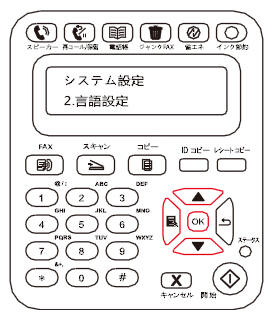 スピーカー 再コール/保留 電話帳 ジャンクFAX 省エネ インク節約
システム設定
2.言語設定
FAX スキャン コピー IDコピー レシートコピー
1 2 3
ABC DEF
4 5 6
GHI JKL MNO
OK
7 8 9
PQRS TUV WXYZ
ステータス
* 0 #
X
キャンセル 開始